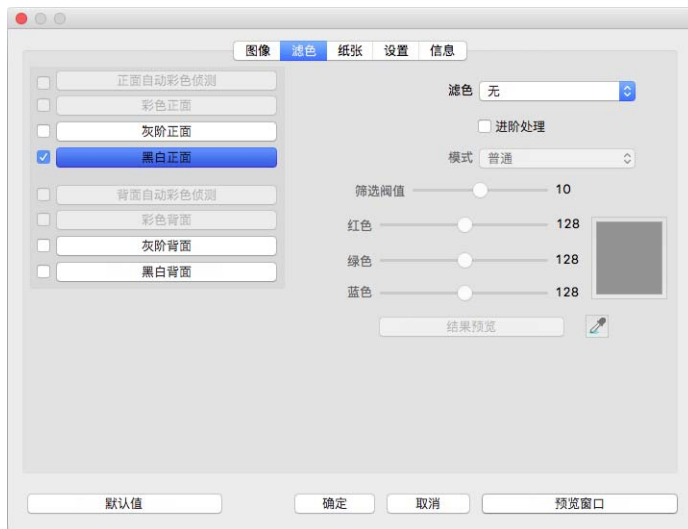 图像 滤色 纸张 设置 信息
正面自动彩色侦测
彩色正面
灰阶正面
黑白正面
背面自动彩色侦测
彩色背面
灰阶背面
黑白背面
滤色 无
进阶处理
模式 普通
筛选阀值 10
红色 128
绿色 128
蓝色 128
结果预览
默认值 确定 取消 预览窗口